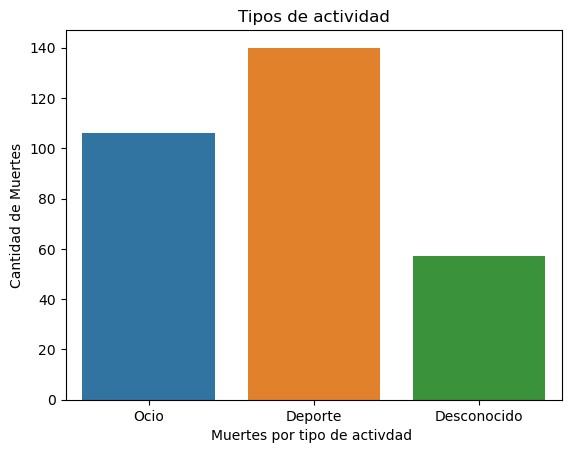 Tipos de actividad
Cantidad de Muertes
140
120
100
80
60
40
20
0
Ocio Deporte Desconocido
Muertes por tipo de activdad